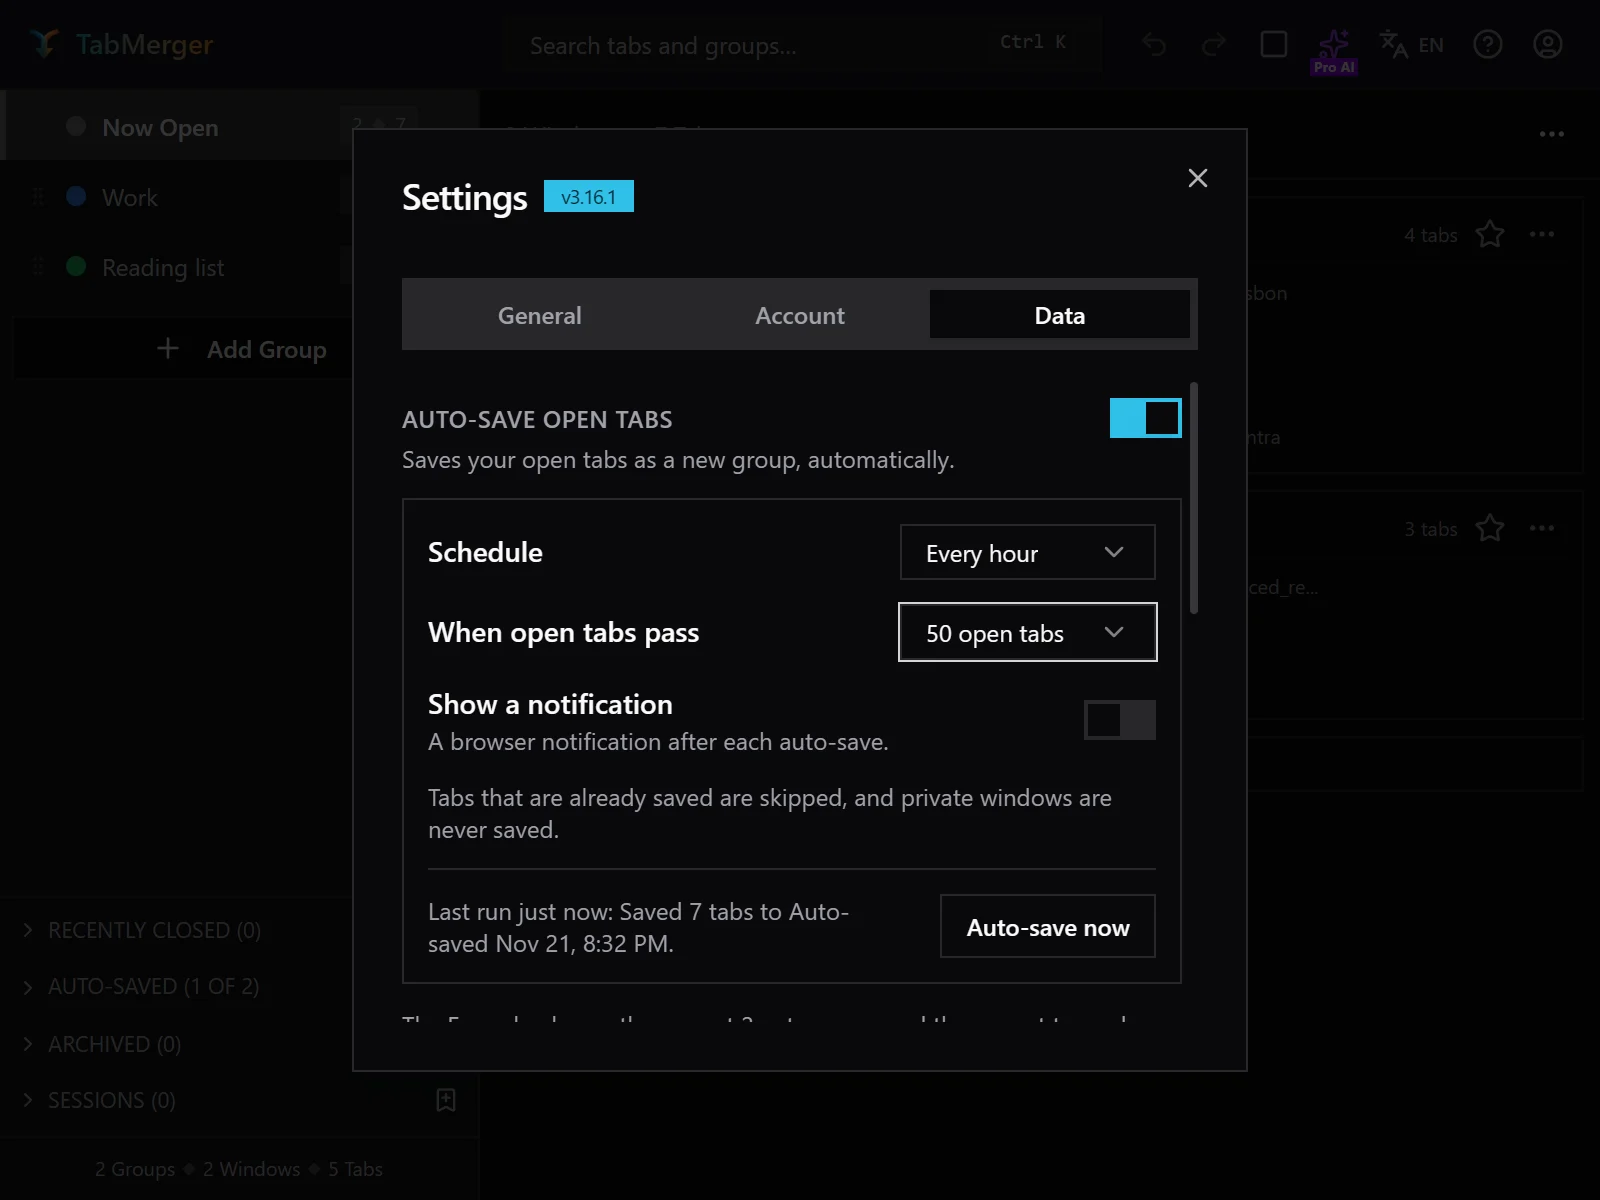 TabMerger
Search tabs and groups...
Ctrl K
Pro AI
EN
Now Open
2 7
Work
Reading list
Add Group
4 tabs
3 tabs
Settings
v3.16.1
General
Account
Data
AUTO-SAVE OPEN TABS
Saves your open tabs as a new group, automatically.
Schedule
Every hour
When open tabs pass
50 open tabs
Show a notification
A browser notification after each auto-save.
Tabs that are already saved are skipped, and private windows are
never saved.
Last run just now: Saved 7 tabs to Auto-
saved Nov 21, 8:32 PM.
Auto-save now
RECENTLY CLOSED (0)
AUTO-SAVED (1 OF 2)
ARCHIVED (0)
SESSIONS (0)
2 Groups ◆ 2 Windows ◆ 5 Tabs